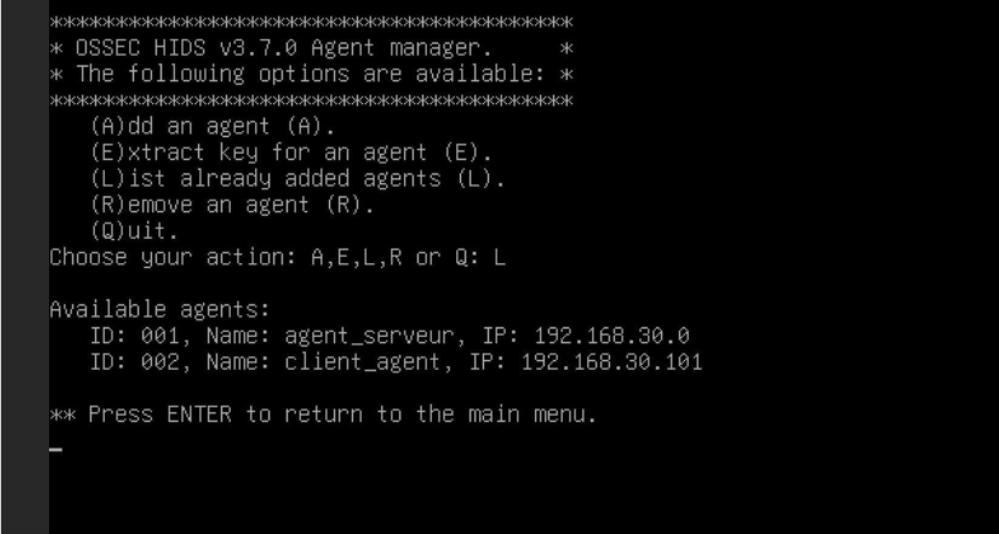 ****************************************
* OSSEC HIDS v3.7.0 Agent manager.     *
* The following options are available: *
****************************************
   (A)dd an agent (A).
   (E)xtract key for an agent (E).
   (L)ist already added agents (L).
   (R)emove an agent (R).
   (Q)uit.
Choose your action: A,E,L,R or Q: L
Available agents:
   ID: 001, Name: agent_serveur, IP: 192.168.30.0
   ID: 002, Name: client_agent, IP: 192.168.30.101
** Press ENTER to return to the main menu.